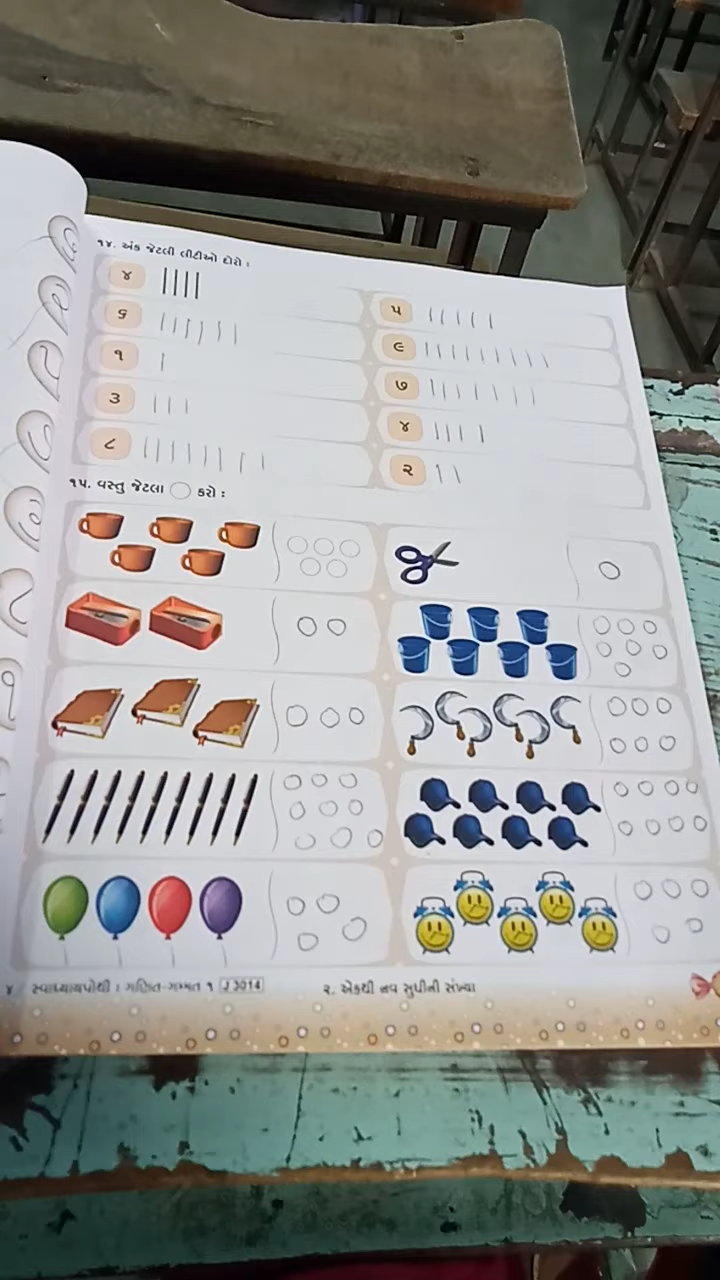 ૧૪. અંક જેટલી લીટીઓ દોરો :
૪
૬
૧
૩
૮
૫
૯
૭
૪
૨
૧૫. વસ્તુ જેટલા ◯ કરો :
૪ સ્વાધ્યાયપોથી : ગણિત-ગમ્મત ૧ J 3014
૨. એકથી નવ સુધીની સંખ્યા